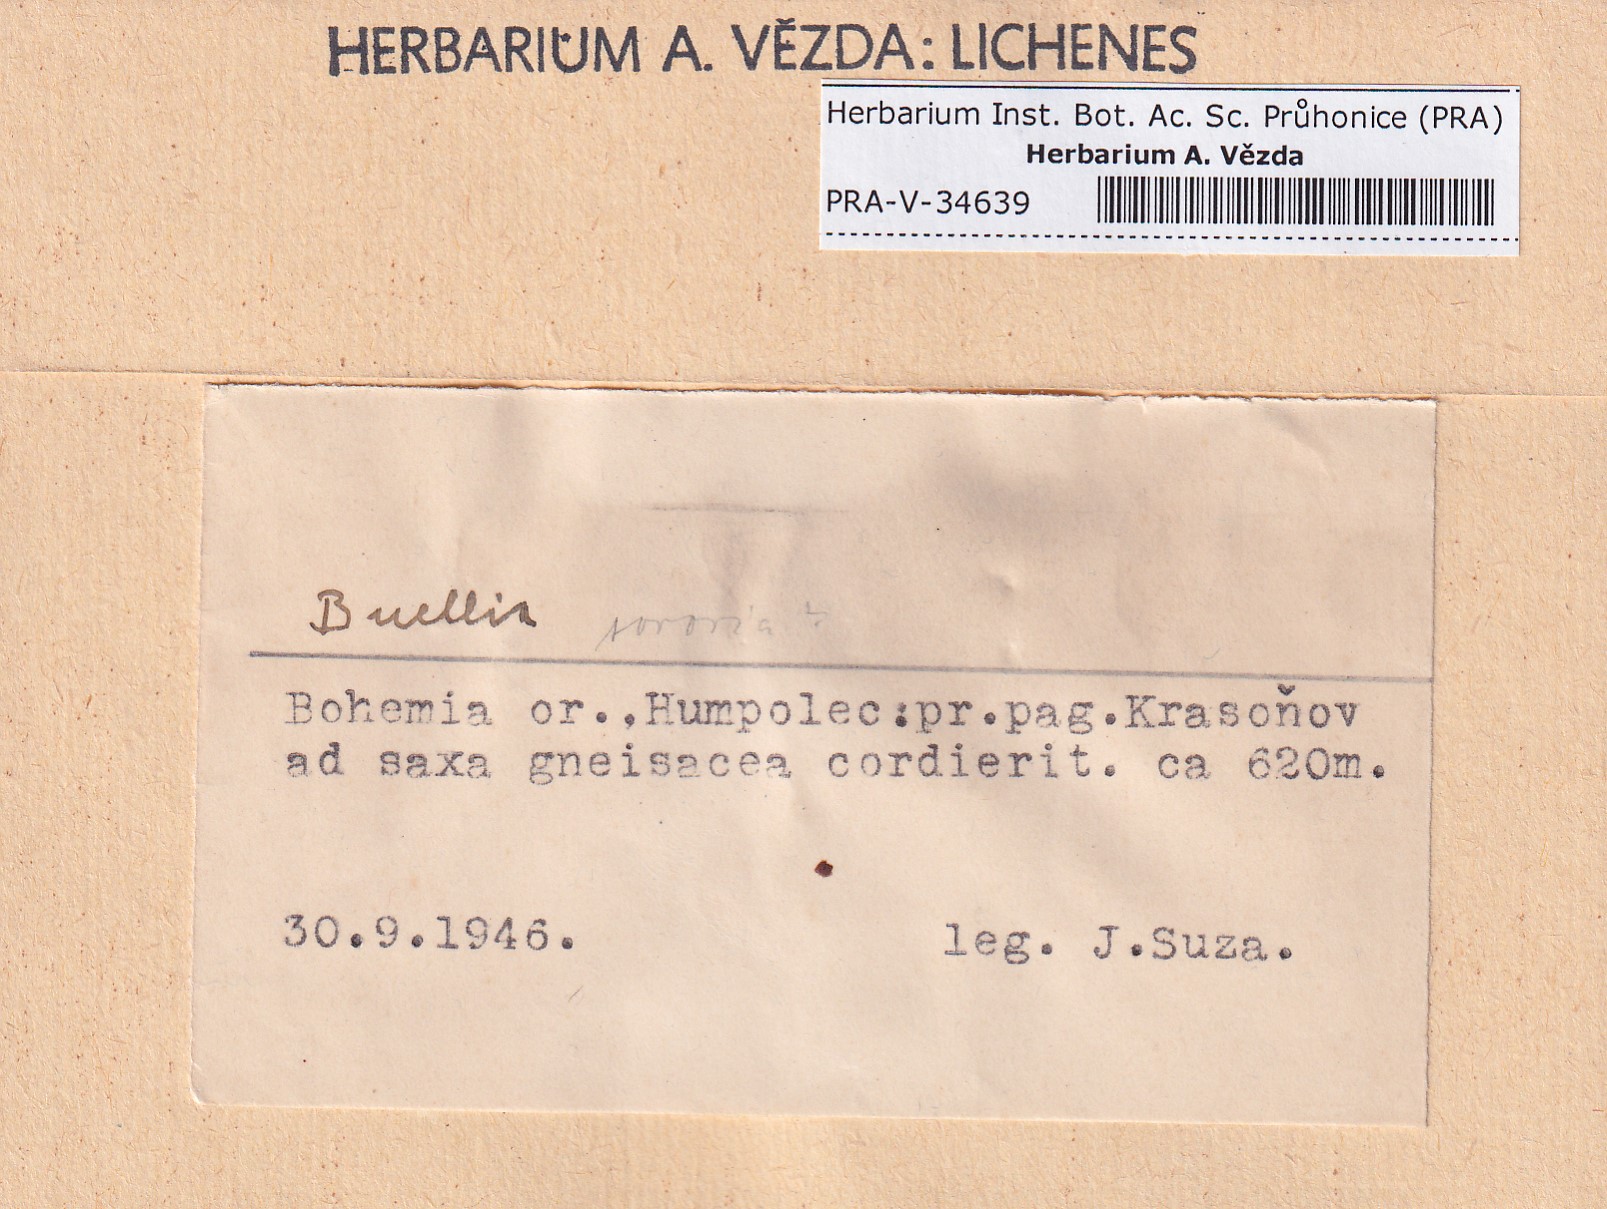 HERBARIUM A. VĚZDA: LICHENES
Herbarium Inst. Bot. Ac. Sc. Průhonice (PRA)
Herbarium A. Vězda
PRA-V-34639
Buellia sororia ?
Bohemia or.,Humpolec:pr.pag.Krasoňov
ad saxa gneisacea cordierit. ca 620m.
30.9.1946. leg. J.Suza.